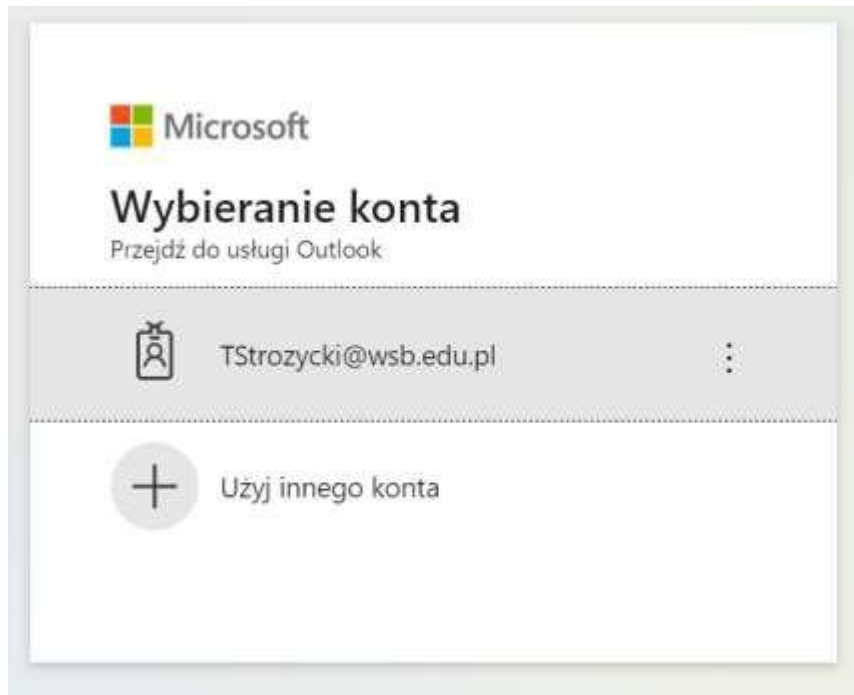 Microsoft
Wybieranie konta
Przejdź do usługi Outlook
TStrozycki@wsb.edu.pl
Użyj innego konta